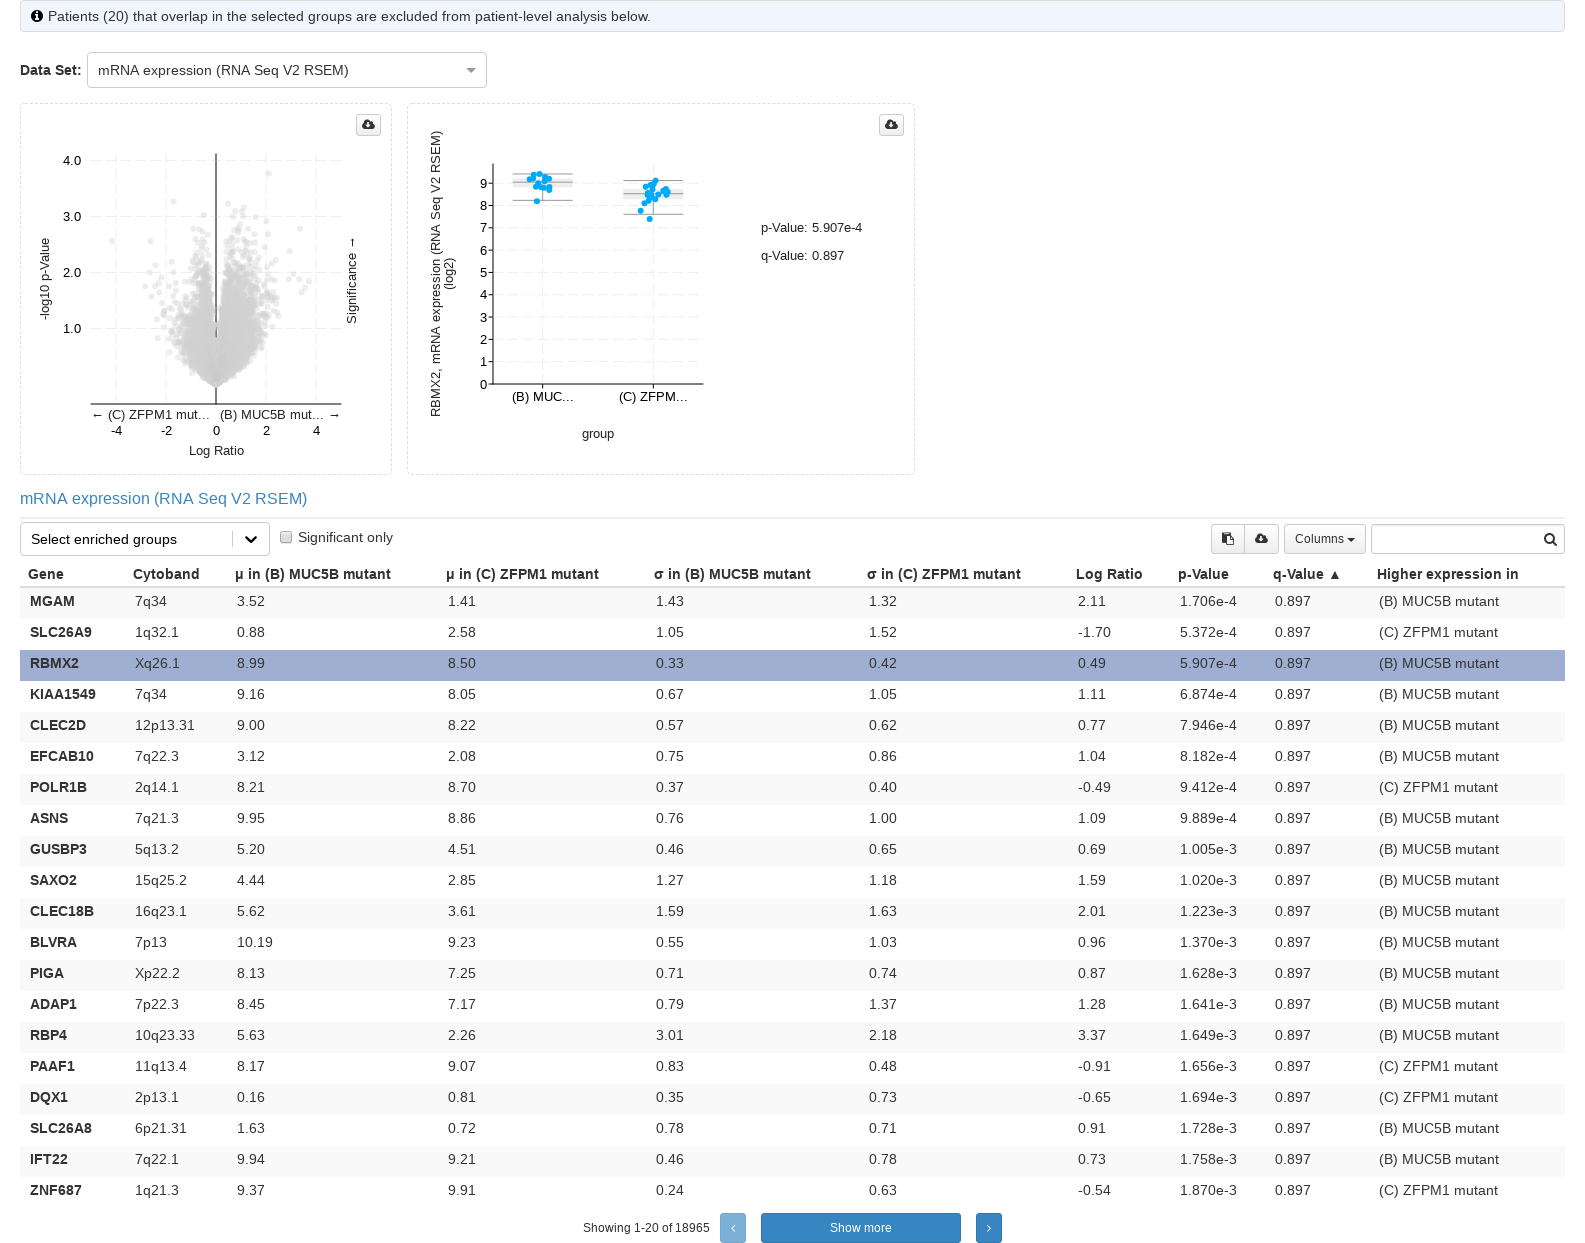 Patients (20) that overlap in the selected groups are excluded from patient-level analysis below.
Data Set: mRNA expression (RNA Seq V2 RSEM)
4.0
3.0
2.0
1.0
-log10 p-Value
Significance →
← (C) ZFPM1 mut... (B) MUC5B mut... →
-4 -2 0 2 4
Log Ratio
RBMX2, mRNA expression (RNA Seq V2 RSEM)
(log2)
9
8
7
6
5
4
3
2
1
0
(B) MUC... (C) ZFPM...
group
p-Value: 5.907e-4
q-Value: 0.897
mRNA expression (RNA Seq V2 RSEM)
Select enriched groups Significant only Columns
Gene Cytoband μ in (B) MUC5B mutant μ in (C) ZFPM1 mutant σ in (B) MUC5B mutant σ in (C) ZFPM1 mutant Log Ratio p-Value q-Value ▲ Higher expression in
MGAM 7q34 3.52 1.41 1.43 1.32 2.11 1.706e-4 0.897 (B) MUC5B mutant
SLC26A9 1q32.1 0.88 2.58 1.05 1.52 -1.70 5.372e-4 0.897 (C) ZFPM1 mutant
RBMX2 Xq26.1 8.99 8.50 0.33 0.42 0.49 5.907e-4 0.897 (B) MUC5B mutant
KIAA1549 7q34 9.16 8.05 0.67 1.05 1.11 6.874e-4 0.897 (B) MUC5B mutant
CLEC2D 12p13.31 9.00 8.22 0.57 0.62 0.77 7.946e-4 0.897 (B) MUC5B mutant
EFCAB10 7q22.3 3.12 2.08 0.75 0.86 1.04 8.182e-4 0.897 (B) MUC5B mutant
POLR1B 2q14.1 8.21 8.70 0.37 0.40 -0.49 9.412e-4 0.897 (C) ZFPM1 mutant
ASNS 7q21.3 9.95 8.86 0.76 1.00 1.09 9.889e-4 0.897 (B) MUC5B mutant
GUSBP3 5q13.2 5.20 4.51 0.46 0.65 0.69 1.005e-3 0.897 (B) MUC5B mutant
SAXO2 15q25.2 4.44 2.85 1.27 1.18 1.59 1.020e-3 0.897 (B) MUC5B mutant
CLEC18B 16q23.1 5.62 3.61 1.59 1.63 2.01 1.223e-3 0.897 (B) MUC5B mutant
BLVRA 7p13 10.19 9.23 0.55 1.03 0.96 1.370e-3 0.897 (B) MUC5B mutant
PIGA Xp22.2 8.13 7.25 0.71 0.74 0.87 1.628e-3 0.897 (B) MUC5B mutant
ADAP1 7p22.3 8.45 7.17 0.79 1.37 1.28 1.641e-3 0.897 (B) MUC5B mutant
RBP4 10q23.33 5.63 2.26 3.01 2.18 3.37 1.649e-3 0.897 (B) MUC5B mutant
PAAF1 11q13.4 8.17 9.07 0.83 0.48 -0.91 1.656e-3 0.897 (C) ZFPM1 mutant
DQX1 2p13.1 0.16 0.81 0.35 0.73 -0.65 1.694e-3 0.897 (C) ZFPM1 mutant
SLC26A8 6p21.31 1.63 0.72 0.78 0.71 0.91 1.728e-3 0.897 (B) MUC5B mutant
IFT22 7q22.1 9.94 9.21 0.46 0.78 0.73 1.758e-3 0.897 (B) MUC5B mutant
ZNF687 1q21.3 9.37 9.91 0.24 0.63 -0.54 1.870e-3 0.897 (C) ZFPM1 mutant
Showing 1-20 of 18965 ‹ Show more ›